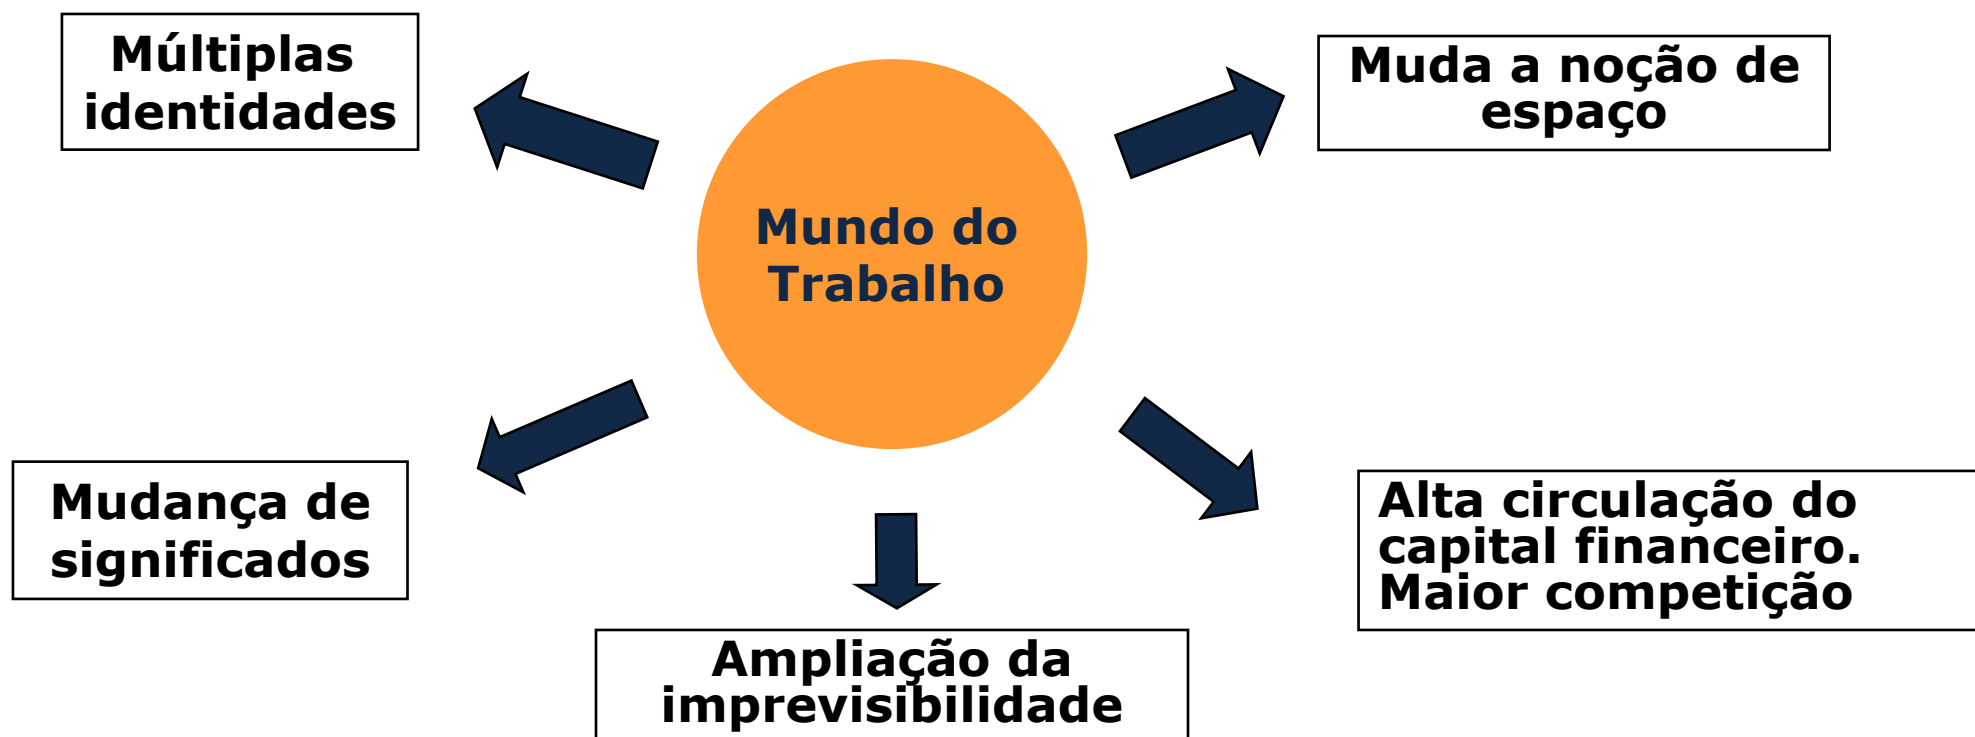 Múltiplas
identidades
Muda a noção de
espaço
Mundo do
Trabalho
Mudança de
significados
Alta circulação do
capital financeiro.
Maior competição
Ampliação da
imprevisibilidade